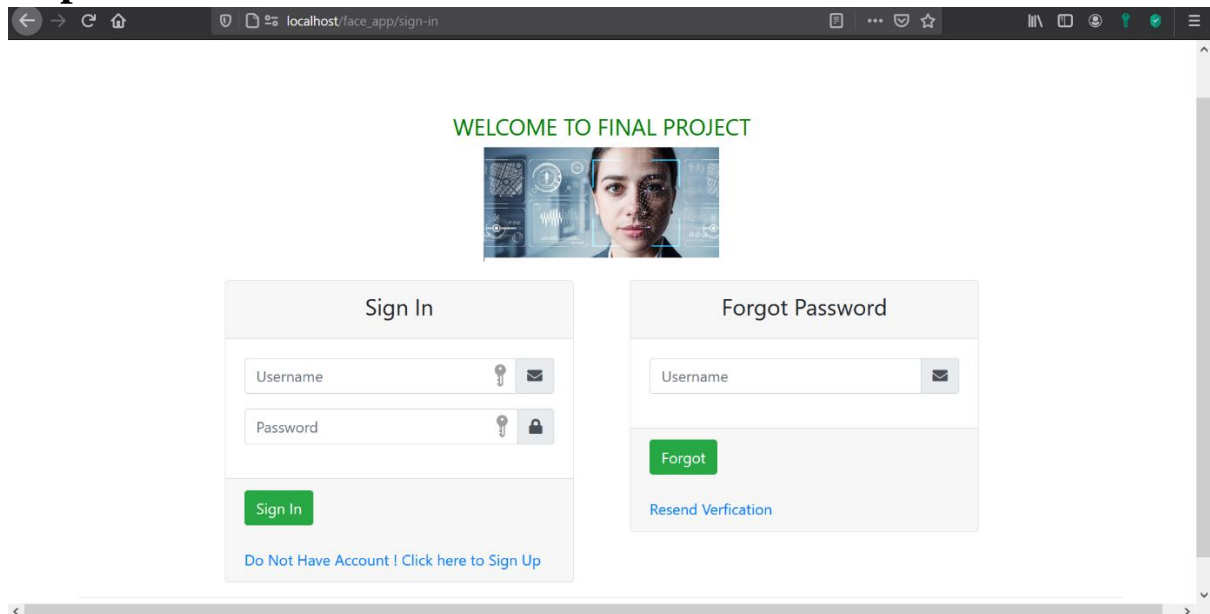 localhost/face_app/sign-in
WELCOME TO FINAL PROJECT
Sign In
Username
Password
Sign In
Do Not Have Account ! Click here to Sign Up
Forgot Password
Username
Forgot
Resend Verfication